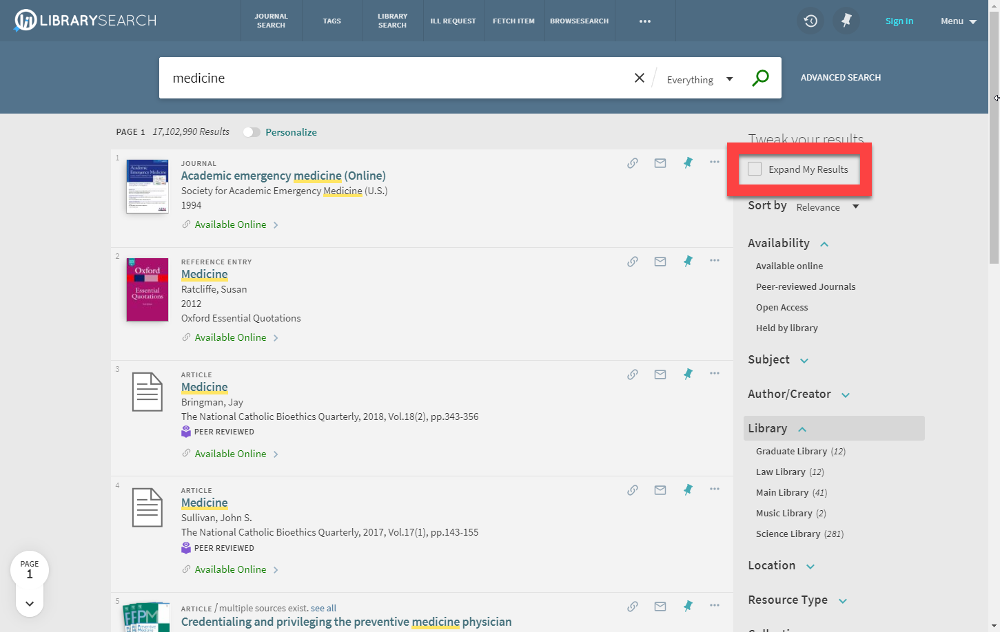 LIBRARYSEARCH
JOURNAL
SEARCH
TAGS
LIBRARY
SEARCH
ILL REQUEST
FETCH ITEM
BROWSESEARCH
Sign in
Menu
medicine
Everything
ADVANCED SEARCH
PAGE 1 17,102,990 Results
Personalize
1
JOURNAL
Academic emergency medicine (Online)
Society for Academic Emergency Medicine (U.S.)
1994
Available Online
Academic
Emergency Medicine
2
REFERENCE ENTRY
Medicine
Ratcliffe, Susan
2012
Oxford Essential Quotations
Available Online
Oxford
Essential
Quotations
3
ARTICLE
Medicine
Bringman, Jay
The National Catholic Bioethics Quarterly, 2018, Vol.18(2), pp.343-356
PEER REVIEWED
Available Online
4
ARTICLE
Medicine
Sullivan, John S.
The National Catholic Bioethics Quarterly, 2017, Vol.17(1), pp.143-155
PEER REVIEWED
Available Online
5
ARTICLE / multiple sources exist. see all
Credentialing and privileging the preventive medicine physician
Tweak your results
Expand My Results
Sort by Relevance
Availability
Available online
Peer-reviewed Journals
Open Access
Held by library
Subject
Author/Creator
Library
Graduate Library (12)
Law Library (12)
Main Library (41)
Music Library (2)
Science Library (281)
Location
Resource Type
PAGE
1